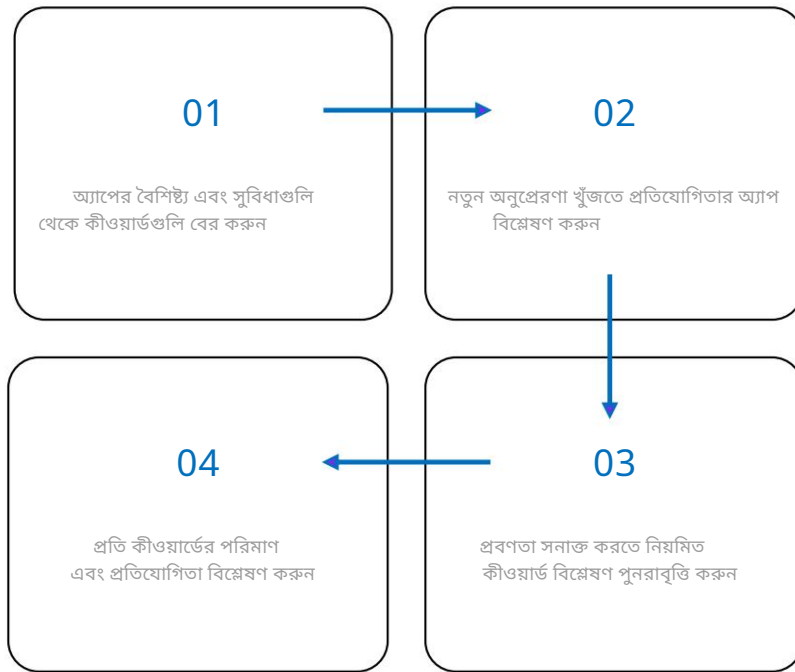 01
অ্যাপের বৈশিষ্ট্য এবং সুবিধাগুলি
থেকে কীওয়ার্ডগুলি বের করুন
02
নতুন অনুপ্রেরণা খুঁজতে প্রতিযোগিতার অ্যাপ
বিশ্লেষণ করুন
03
প্রবণতা সনাক্ত করতে নিয়মিত
কীওয়ার্ড বিশ্লেষণ পুনরাবৃত্তি করুন
04
প্রতি কীওয়ার্ডের পরিমাণ
এবং প্রতিযোগিতা বিশ্লেষণ করুন